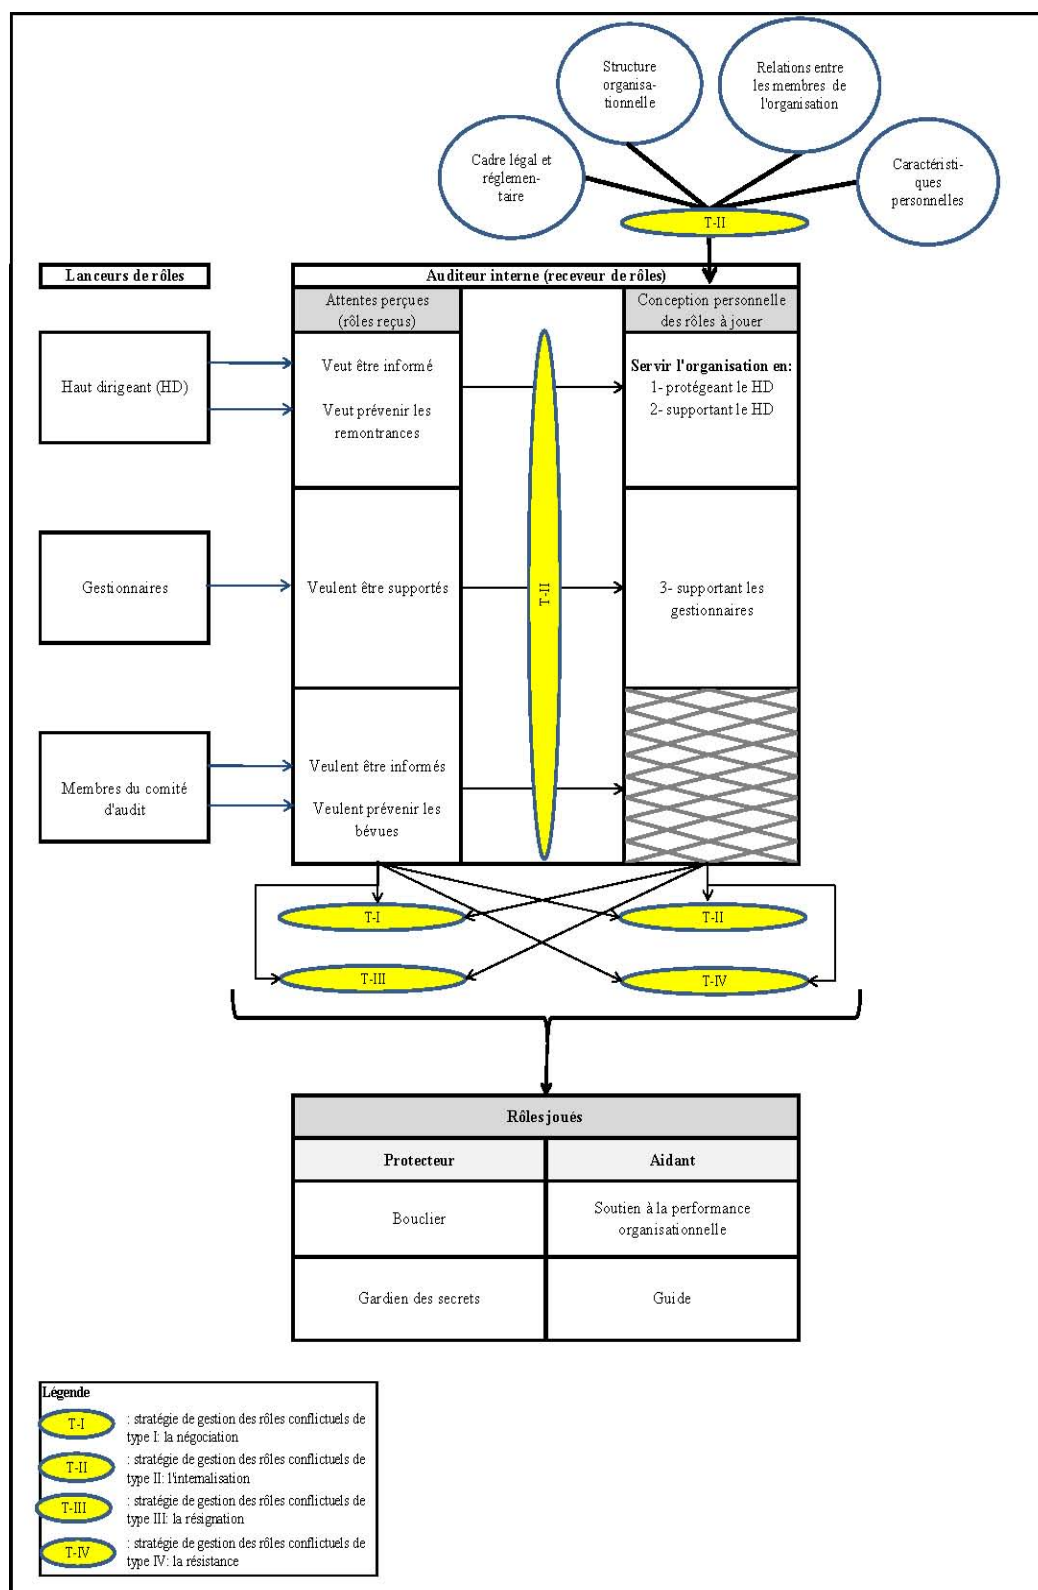 Structure
organisa-
tionnelle
Relations entre
les membres de
l'organisation
Cadre légal et
réglemen-
taire
Caractéristi-
ques
personnelles
T-II
Lanceurs de rôles
Auditeur interne (receveur de rôles)
Attentes perçues
(rôles reçus)
Conception personnelle
des rôles à jouer
Haut dirigeant (HD)
Veut être informé
Veut prévenir les
remontrances
Servir l'organisation en:
1- protégeant le HD
2- supportant le HD
T-II
Gestionnaires
Veulent être supportés
3- supportant les
gestionnaires
Membres du comité
d'audit
Veulent être informés
Veulent prévenir les
bévues
T-I
T-II
T-III
T-IV
Rôles joués
Protecteur
Aidant
Bouclier
Soutien à la performance
organisationnelle
Gardien des secrets
Guide
Légende
T-I
: stratégie de gestion des rôles conflictuels de
type I: la négociation
T-II
: stratégie de gestion des rôles conflictuels de
type II: l'internalisation
T-III
: stratégie de gestion des rôles conflictuels de
type III: la résignation
T-IV
: stratégie de gestion des rôles conflictuels de
type IV: la résistance